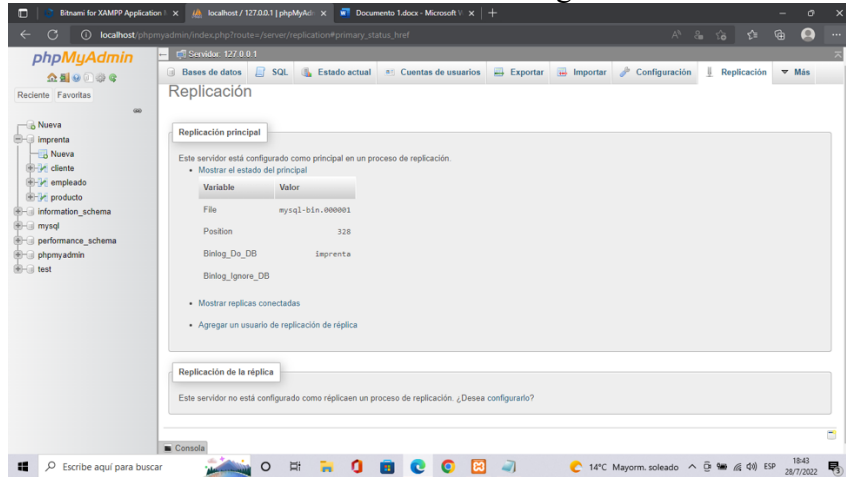 Bitnami for XAMPP Application
localhost / 127.0.0.1 | phpMyAd
Documento 1.docx - Microsoft
localhost/phpmyadmin/index.php?route=/server/replication#primary_status_href
phpMyAdmin
Reciente Favoritas
Nueva
imprenta
Nueva
cliente
empleado
producto
information_schema
mysql
performance_schema
phpmyadmin
test
Servidor: 127.0.0.1
Bases de datos SQL Estado actual Cuentas de usuarios Exportar Importar Configuración Replicación Más
Replicación
Replicación principal
Este servidor está configurado como principal en un proceso de replicación.
Mostrar el estado del principal
Variable Valor
File mysql-bin.000001
Position 328
Binlog_Do_DB imprenta
Binlog_Ignore_DB
Mostrar replicas conectadas
Agregar un usuario de replicación de réplica
Replicación de la réplica
Este servidor no está configurado como réplicaen un proceso de replicación. ¿Desea configurarlo?
Consola
Escribe aquí para buscar
14°C Mayorm. soleado
ESP
18:43
28/7/2022